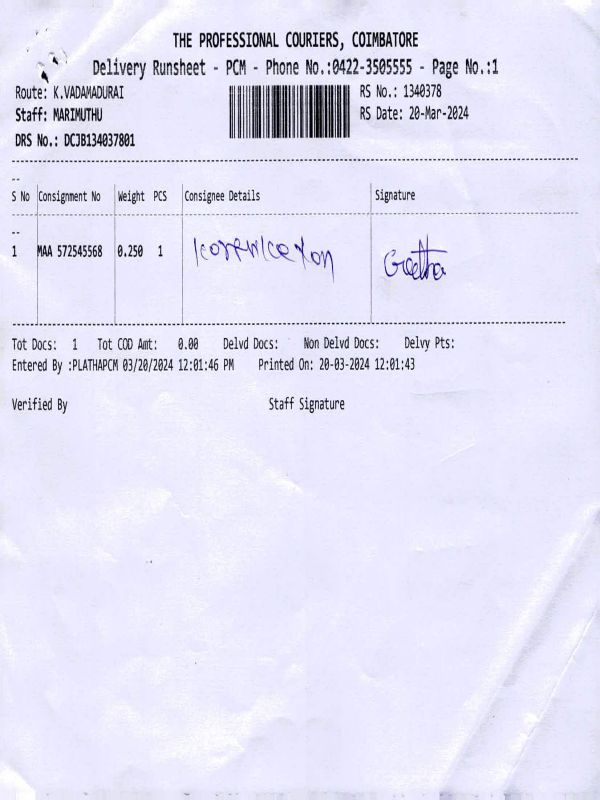 THE PROFESSIONAL COURIERS, COIMBATORE
Delivery Runsheet - PCM - Phone No.:0422-3505555 - Page No.:1
Route: K.VADAMADURAI
RS No.: 1340378
Staff: MARIMUTHU
RS Date: 20-Mar-2024
DRS No.: DCJB134037801
--
S No Consignment No Weight PCS Consignee Details Signature
--
1 MAA 572545568 0.250 1 Geetha
Tot Docs: 1 Tot COD Amt: 0.00 Delvd Docs: Non Delvd Docs: Delvy Pts:
Entered By :PLATHAPCM 03/20/2024 12:01:46 PM Printed On: 20-03-2024 12:01:43
Verified By Staff Signature